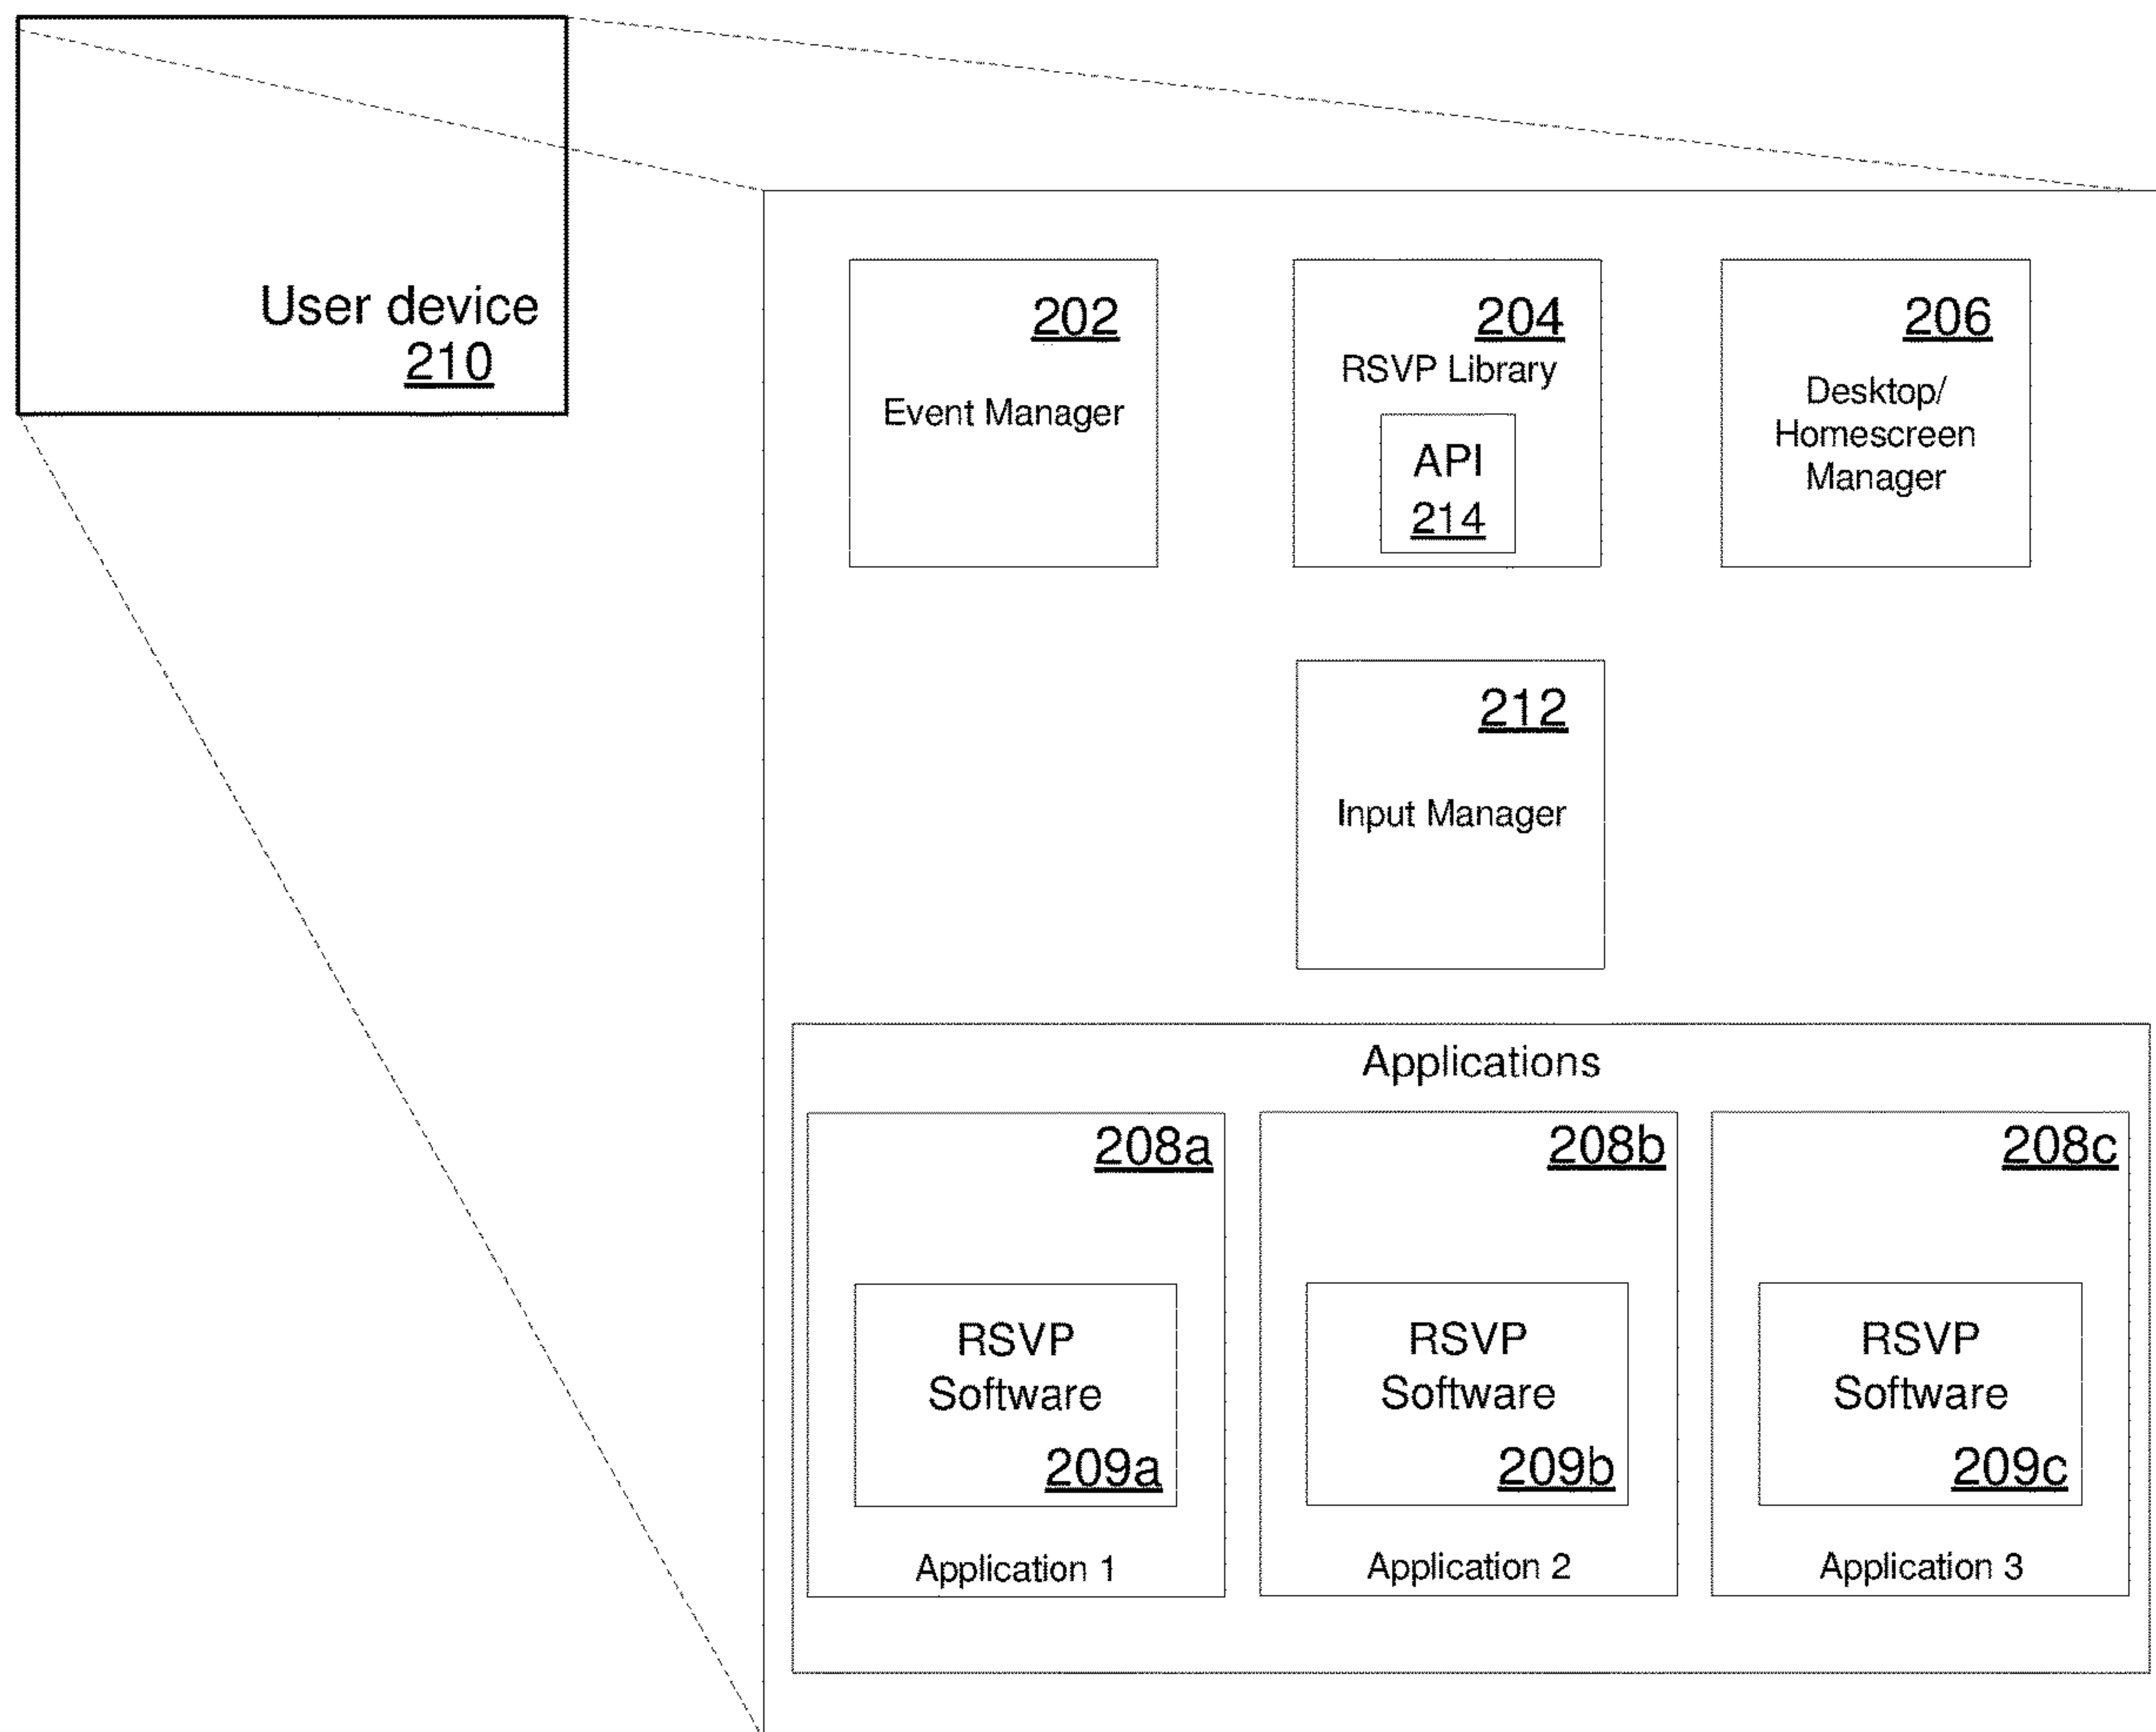 User device
210
202
Event Manager
204
RSVP Library
API
214
206
Desktop/
Homescreen
Manager
212
Input Manager
Applications
208a
RSVP
Software
209a
Application 1
208b
RSVP
Software
209b
Application 2
208c
RSVP
Software
209c
Application 3